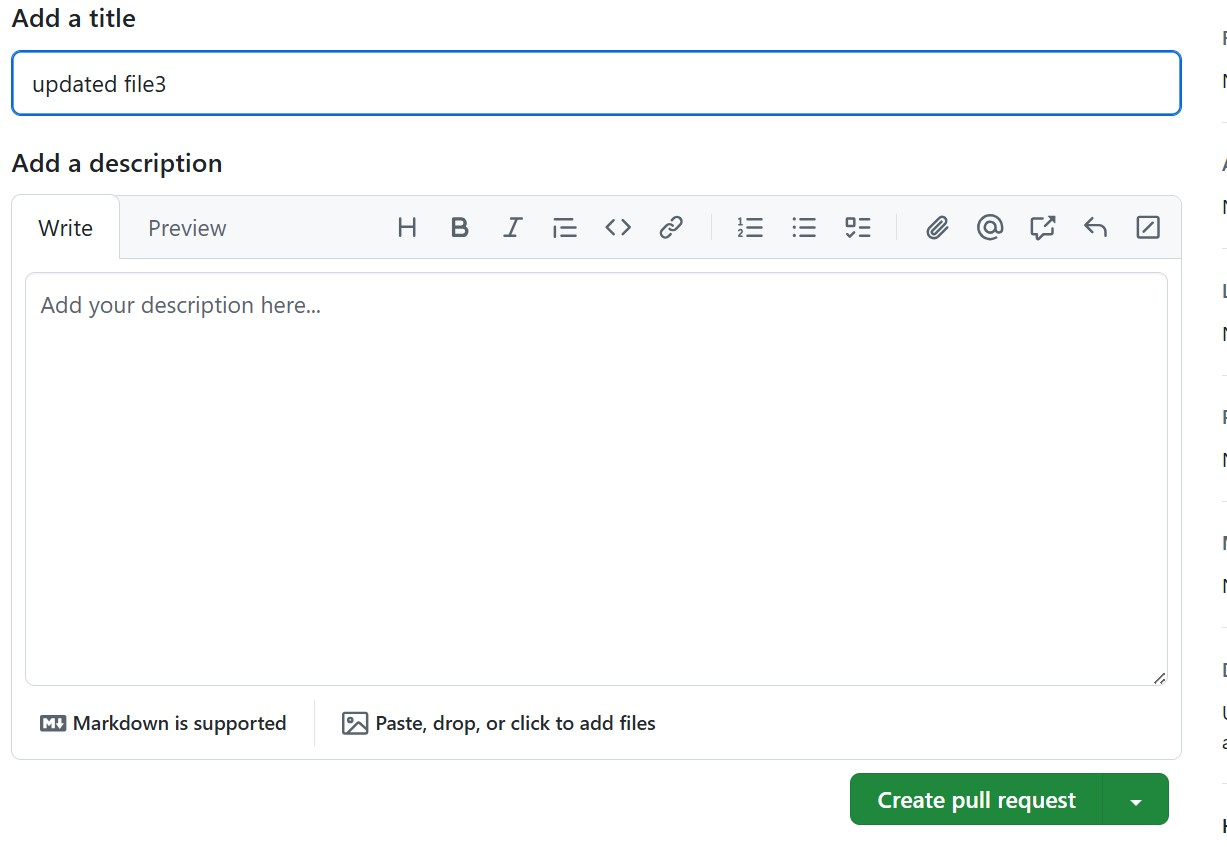 Add a title
updated file3
Add a description
Write
Preview
Add your description here...
Markdown is supported
Paste, drop, or click to add files
Create pull request